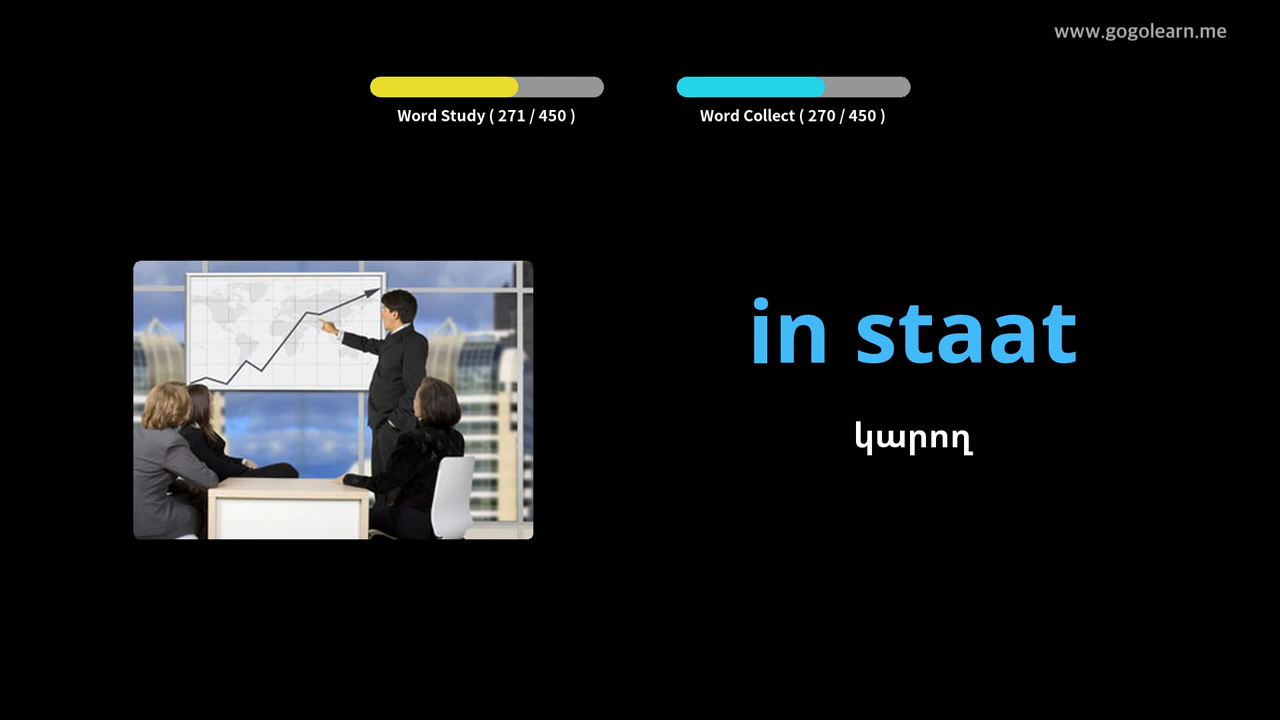 www.gogolearn.me
Word Study ( 271 / 450 )
Word Collect ( 270 / 450 )
in staat
կարող